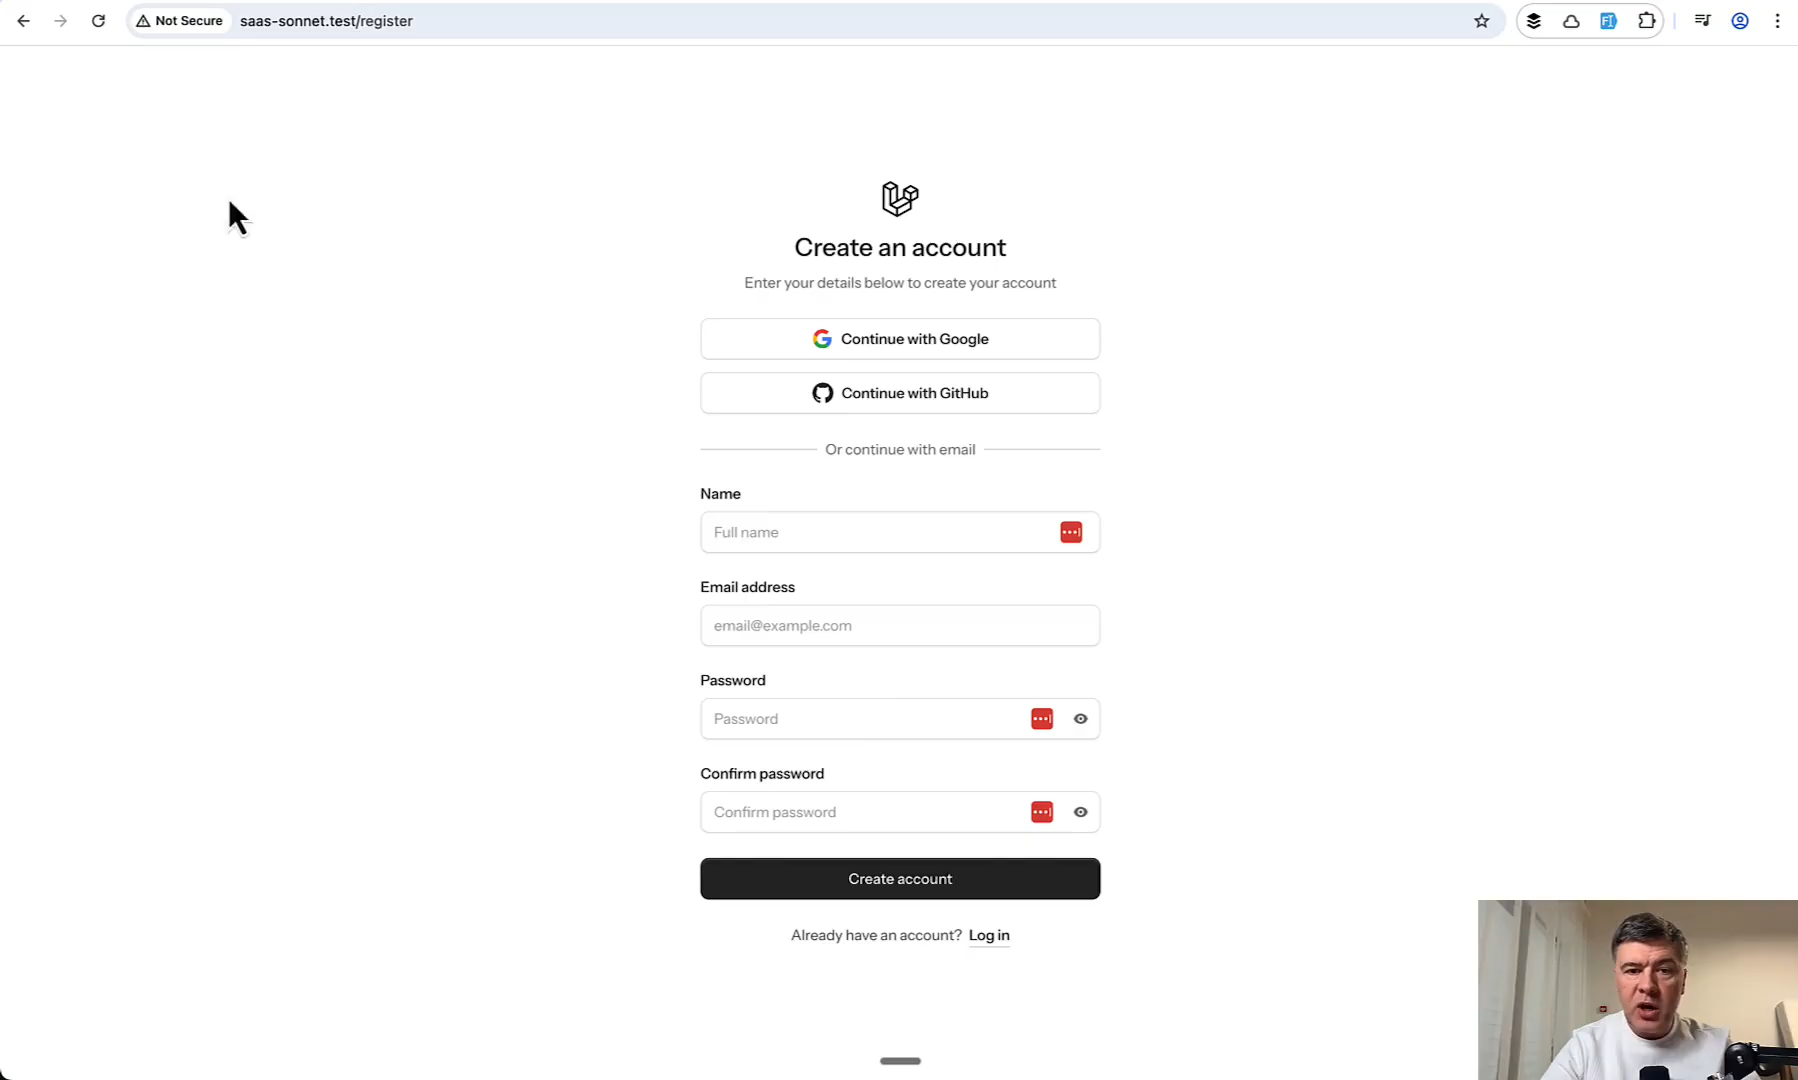 Not Secure
saas-sonnet.test/register
Create an account
Enter your details below to create your account
Continue with Google
Continue with GitHub
Or continue with email
Name
Full name
Email address
email@example.com
Password
Password
Confirm password
Confirm password
Create account
Already have an account? Log in